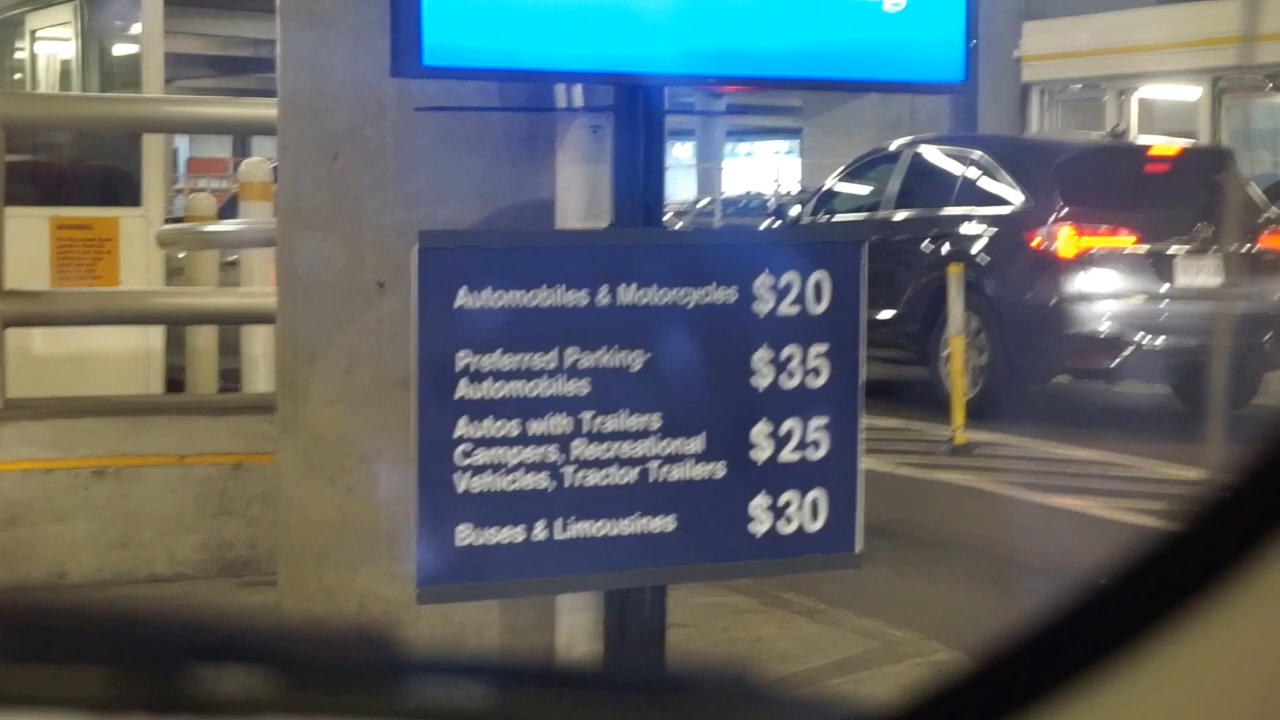 Automobiles & Motorcycles $20
Preferred Parking-
Automobiles $35
Autos with Trailers
Campers, Recreational $25
Vehicles, Tractor Trailers
Buses & Limousines $30
WARNING: